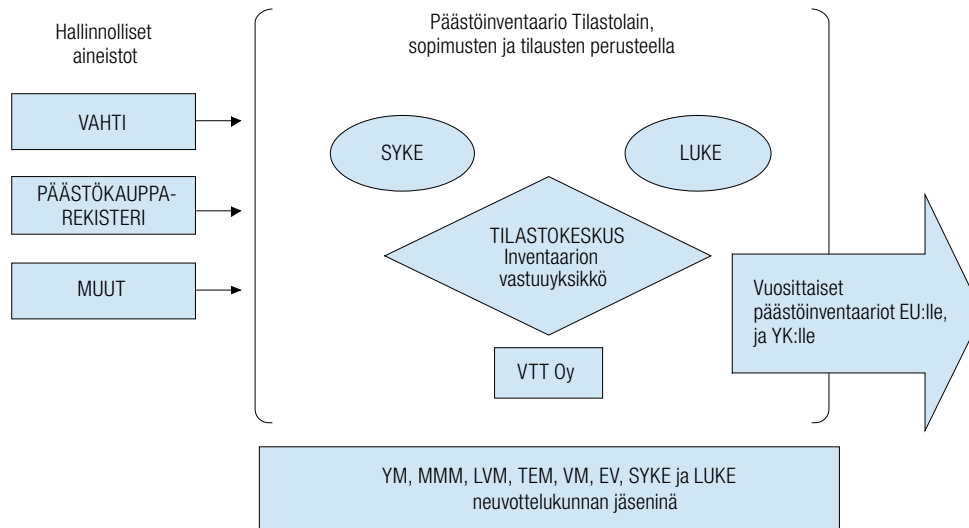 Hallinnolliset
aineistot
VAHTI
PÄÄSTÖKAUPPA-
REKISTERI
MUUT
Päästöinventaario Tilastolain,
sopimusten ja tilausten perusteella
SYKE
LUKE
TILASTOKESKUS
Inventaarion
vastuuyksikkö
VTT Oy
Vuosittaiset
päästöinventaariot EU:lle,
ja YK:lle
YM, MMM, LVM, TEM, VM, EV, SYKE ja LUKE
neuvottelukunnan jäseninä